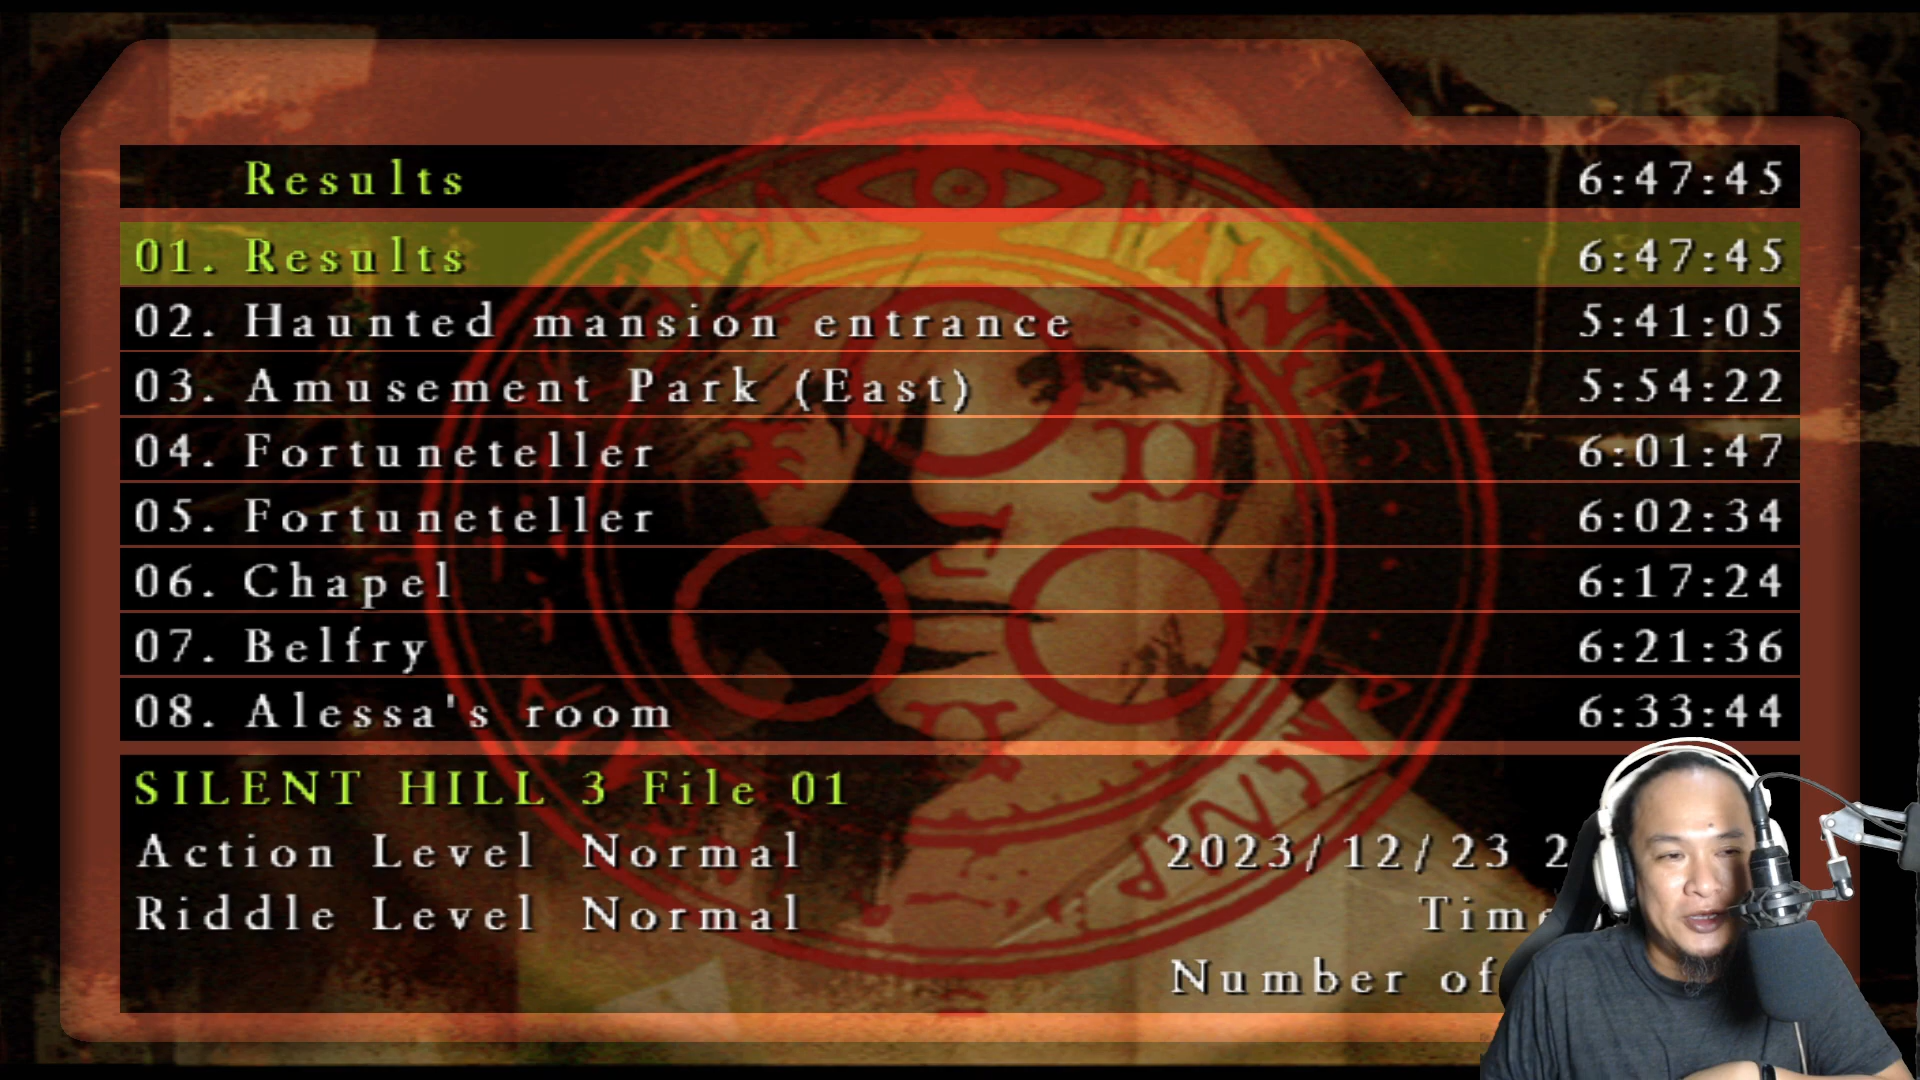 Results 6:47:45
01. Results 6:47:45
02. Haunted mansion entrance 5:41:05
03. Amusement Park (East) 5:54:22
04. Fortuneteller 6:01:47
05. Fortuneteller 6:02:34
06. Chapel 6:17:24
07. Belfry 6:21:36
08. Alessa's room 6:33:44
SILENT HILL 3 File 01
Action Level Normal 2023/12/23 2
Riddle Level Normal Time
Number of